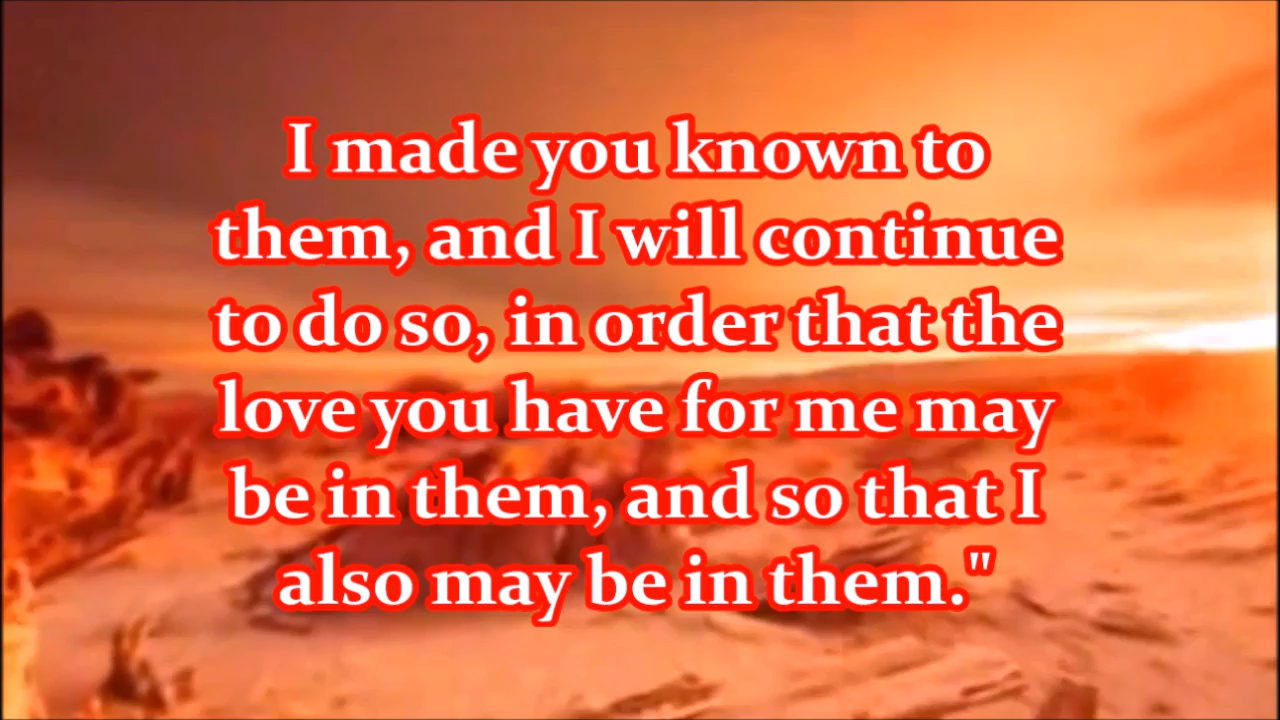 I made you known to
them, and I will continue
to do so, in order that the
love you have for me may
be in them, and so that I
also may be in them."